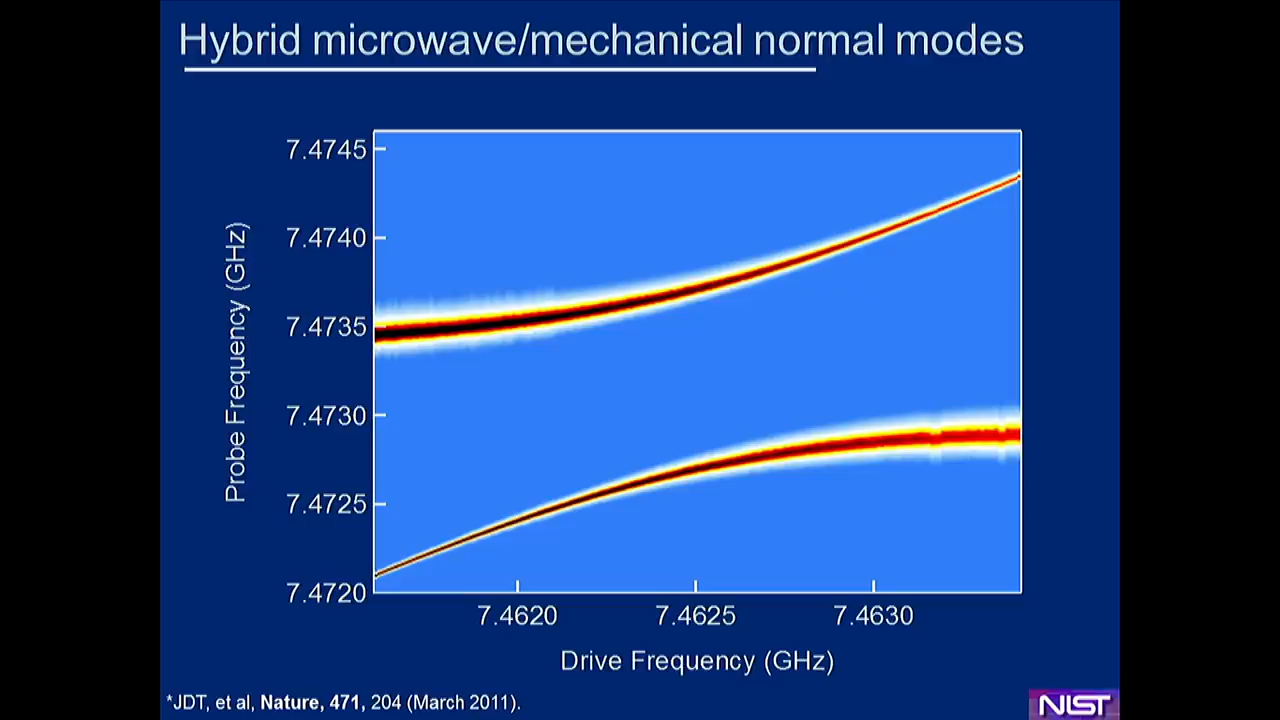 Hybrid microwave/mechanical normal modes
7.4745
7.4740
7.4735
7.4730
7.4725
7.4720
Probe Frequency (GHz)
7.4620 7.4625 7.4630
Drive Frequency (GHz)
*JDT, et al, Nature, 471, 204 (March 2011).
NIST